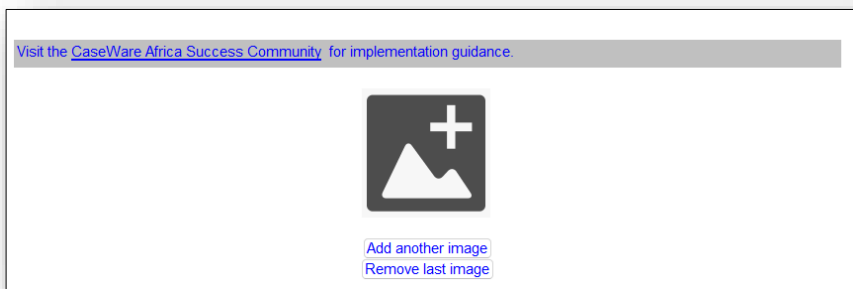 Visit the CaseWare Africa Success Community for implementation guidance.
Add another image
Remove last image